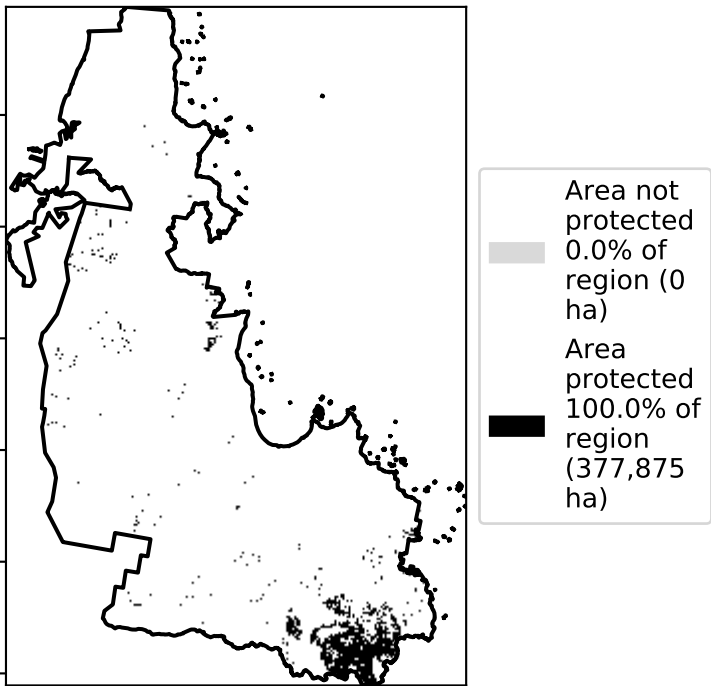 Area not
protected
0.0% of
region (0
ha)
Area
protected
100.0% of
region
(377,875
ha)